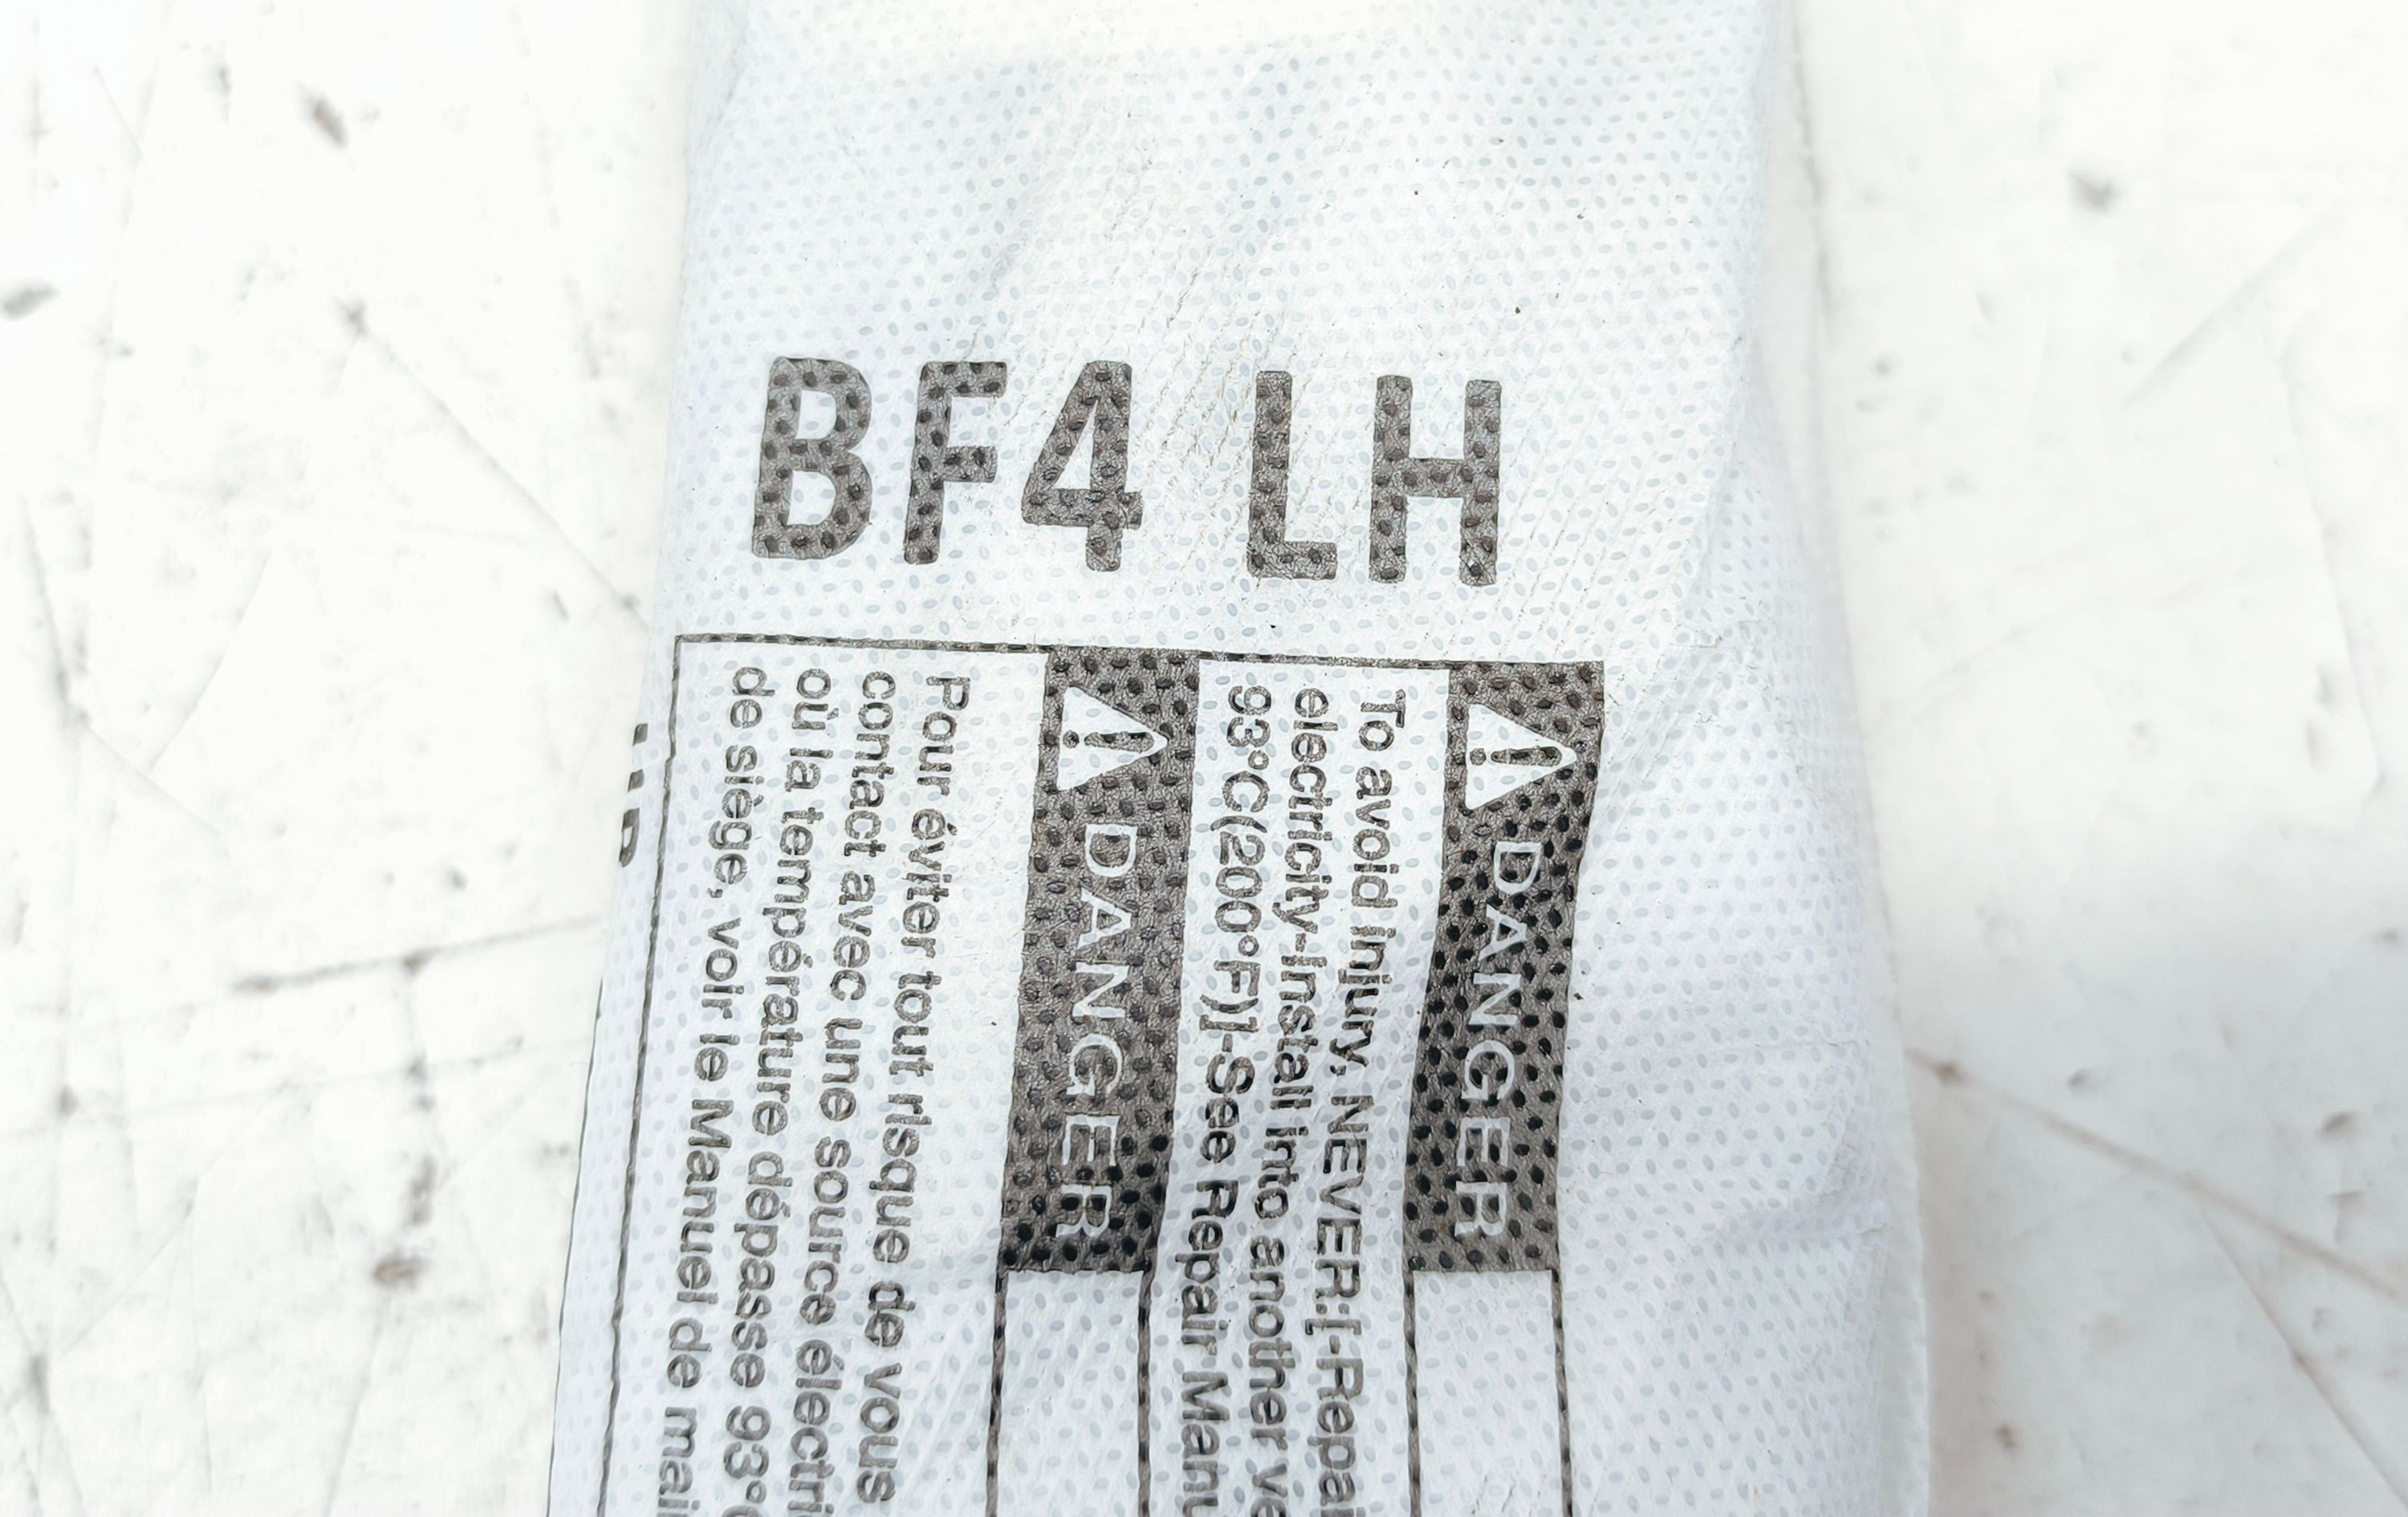 BF4 LH
DANGER
To avoid injury, NEVER:[-Repai
electricity-Install into another ve
93°C(200°F)]-See Repair Manu
DANGER
Pour éviter tout risque de vous
contact avec une source électri
où la température dépasse 93°
de siège, voir le Manuel de mai